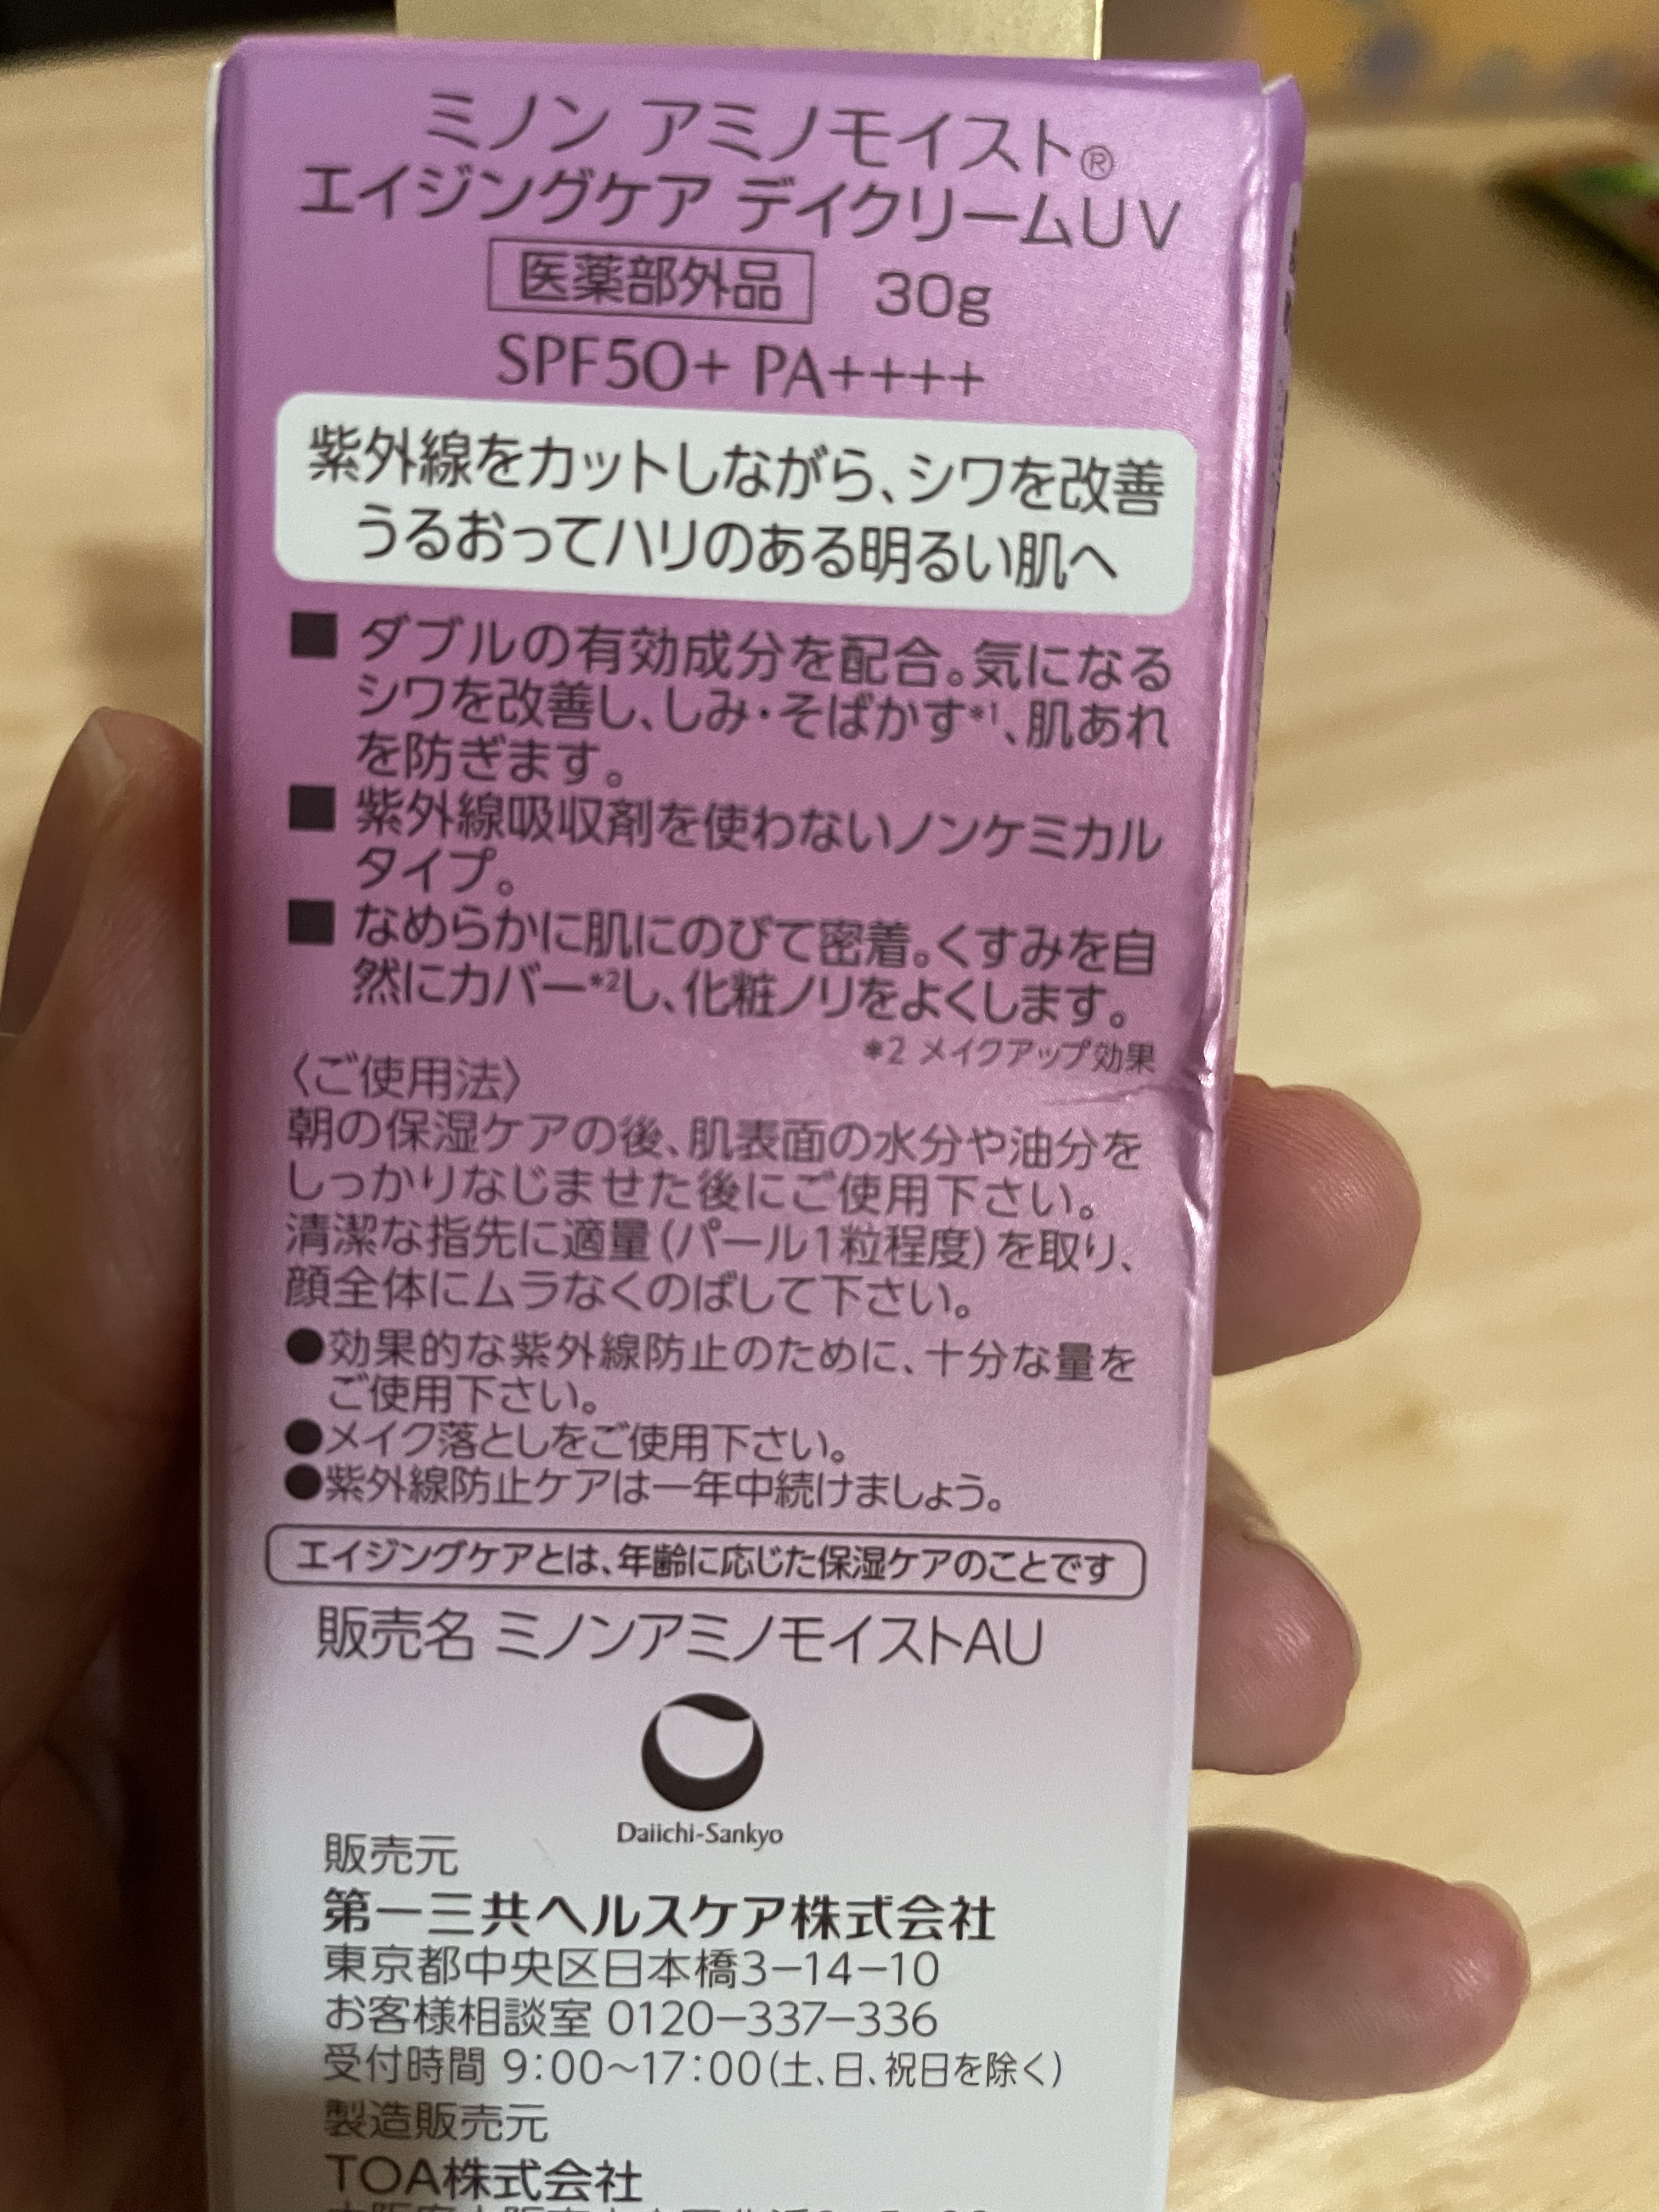 ミノン アミノモイスト®
エイジングケア デイクリームUV
医薬部外品 30g
SPF50+ PA++++
紫外線をカットしながら、シワを改善
うるおってハリのある明るい肌へ
■ ダブルの有効成分を配合。気になる
シワを改善し、しみ・そばかす*1、肌あれ
を防ぎます。
■ 紫外線吸収剤を使わないノンケミカル
タイプ。
■ なめらかに肌にのびて密着。くすみを自
然にカバー*2し、化粧ノリをよくします。
*2 メイクアップ効果
〈ご使用法〉
朝の保湿ケアの後、肌表面の水分や油分を
しっかりなじませた後にご使用下さい。
清潔な指先に適量(パール1粒程度)を取り、
顔全体にムラなくのばして下さい。
●効果的な紫外線防止のために、十分な量を
ご使用下さい。
●メイク落としをご使用下さい。
●紫外線防止ケアは一年中続けましょう。
エイジングケアとは、年齢に応じた保湿ケアのことです
販売名 ミノンアミノモイストAU
Daiichi-Sankyo
販売元
第一三共ヘルスケア株式会社
東京都中央区日本橋3-14-10
お客様相談室 0120-337-336
受付時間 9:00~17:00(土、日、祝日を除く)
製造販売元
TOA株式会社